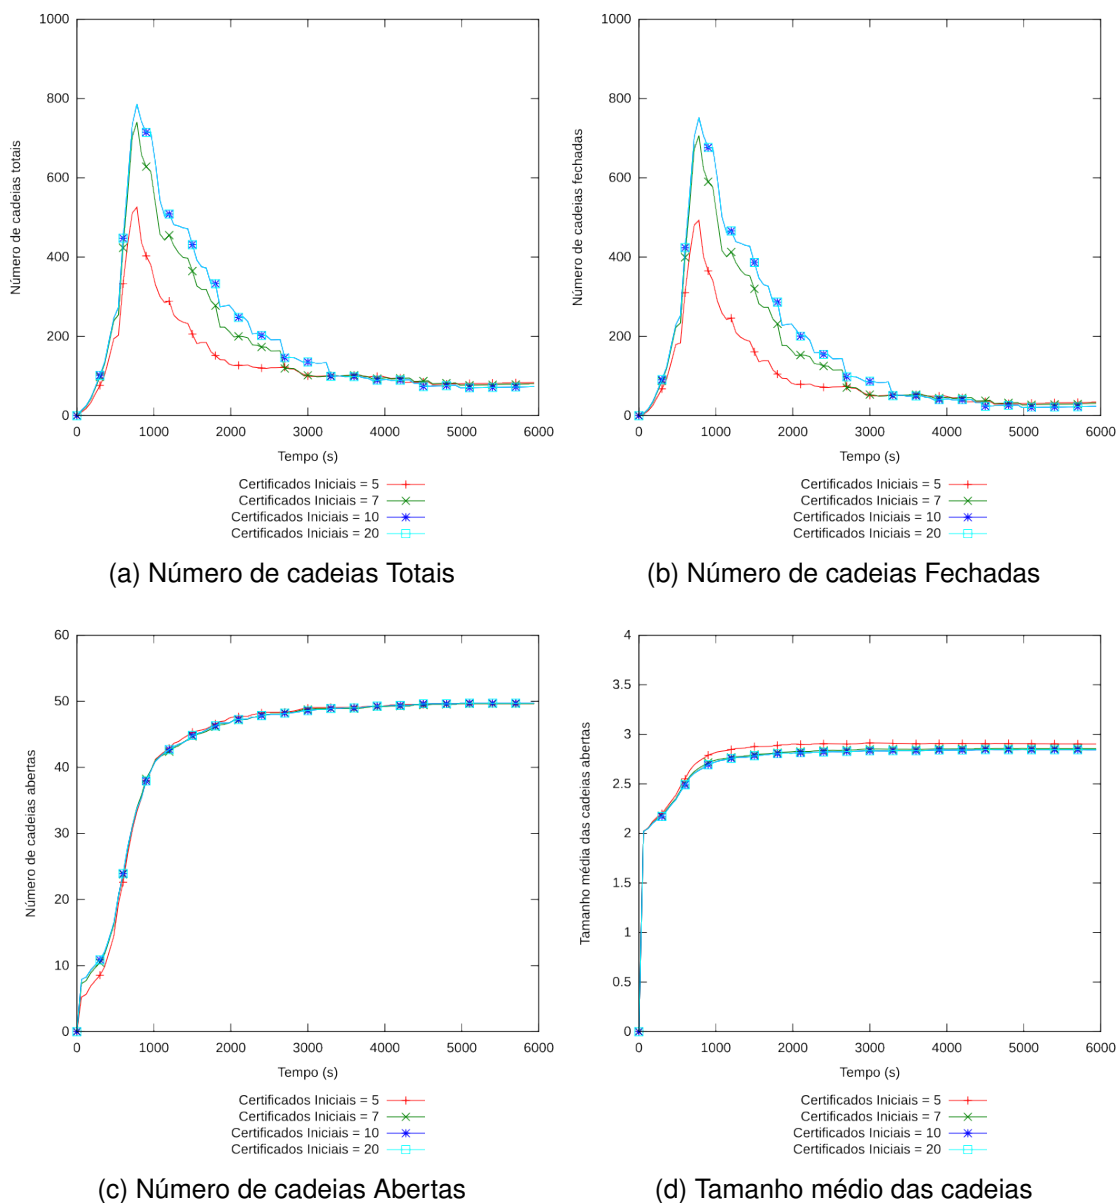 1000
800
600
400
200
0
Número de cadeias totais
0 1000 2000 3000 4000 5000 6000
Tempo (s)
Certificados Iniciais = 5
Certificados Iniciais = 7
Certificados Iniciais = 10
Certificados Iniciais = 20
(a) Número de cadeias Totais
1000
800
600
400
200
0
Número de cadeias fechadas
0 1000 2000 3000 4000 5000 6000
Tempo (s)
Certificados Iniciais = 5
Certificados Iniciais = 7
Certificados Iniciais = 10
Certificados Iniciais = 20
(b) Número de cadeias Fechadas
60
50
40
30
20
10
0
Número de cadeias abertas
0 1000 2000 3000 4000 5000 6000
Tempo (s)
Certificados Iniciais = 5
Certificados Iniciais = 7
Certificados Iniciais = 10
Certificados Iniciais = 20
(c) Número de cadeias Abertas
4
3.5
3
2.5
2
1.5
1
0.5
0
Tamanho média das cadeias abertas
0 1000 2000 3000 4000 5000 6000
Tempo (s)
Certificados Iniciais = 5
Certificados Iniciais = 7
Certificados Iniciais = 10
Certificados Iniciais = 20
(d) Tamanho médio das cadeias